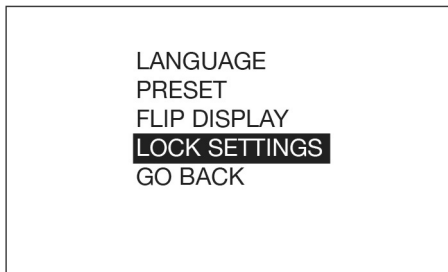 LANGUAGE
PRESET
FLIP DISPLAY
LOCK SETTINGS
GO BACK